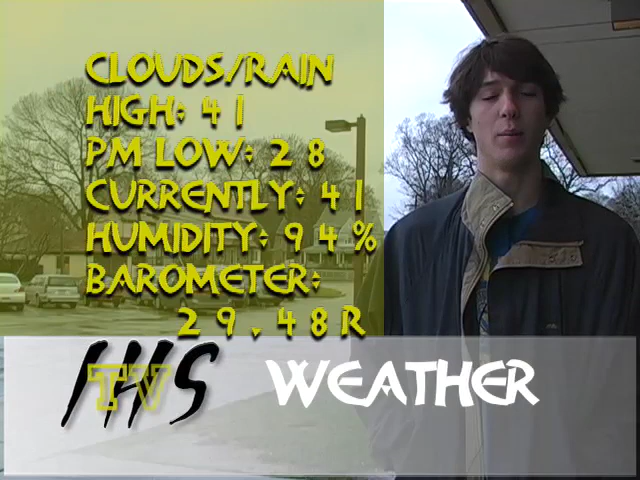 CLOUDS/RAIN
HIGH: 41
PM LOW: 28
CURRENTLY: 41
HUMIDITY: 94%
BAROMETER:
29.48R
IHS
TV
WEATHER